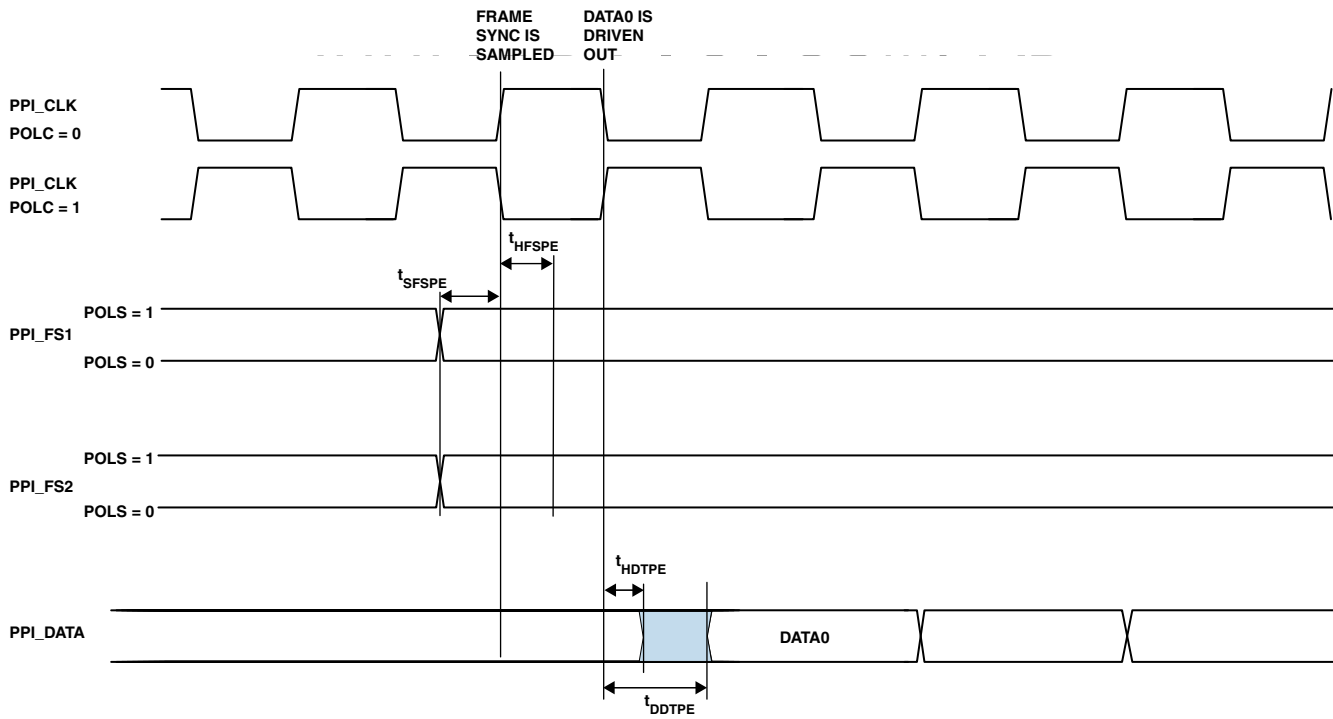 FRAME
SYNC IS
SAMPLED
DATA0 IS
DRIVEN
OUT
PPI_CLK
POLC = 0
PPI_CLK
POLC = 1
tHFSPE
tSFSPE
POLS = 1
PPI_FS1
POLS = 0
POLS = 1
PPI_FS2
POLS = 0
tHDTPE
PPI_DATA
DATA0
tDDTPE